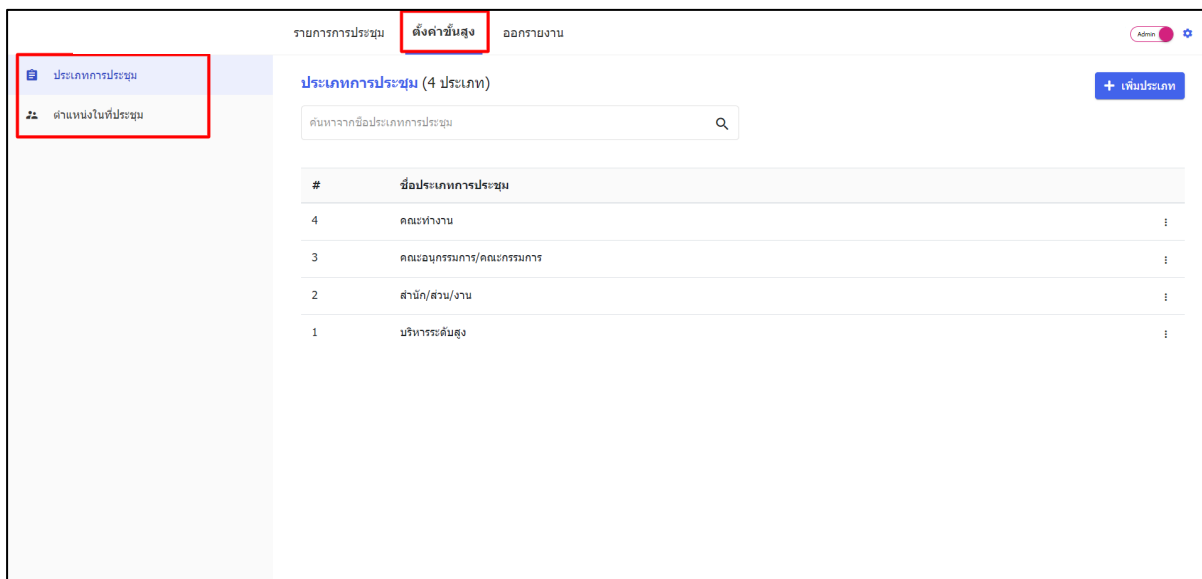 รายการการประชุม ตั้งค่าขั้นสูง ออกรายงาน Admin
ประเภทการประชุม
ตำแหน่งในที่ประชุม
ประเภทการประชุม (4 ประเภท)
+ เพิ่มประเภท
ค้นหาจากชื่อประเภทการประชุม
# ชื่อประเภทการประชุม
4 คณะทำงาน
3 คณะอนุกรรมการ/คณะกรรมการ
2 สำนัก/ส่วน/งาน
1 บริหารระดับสูง